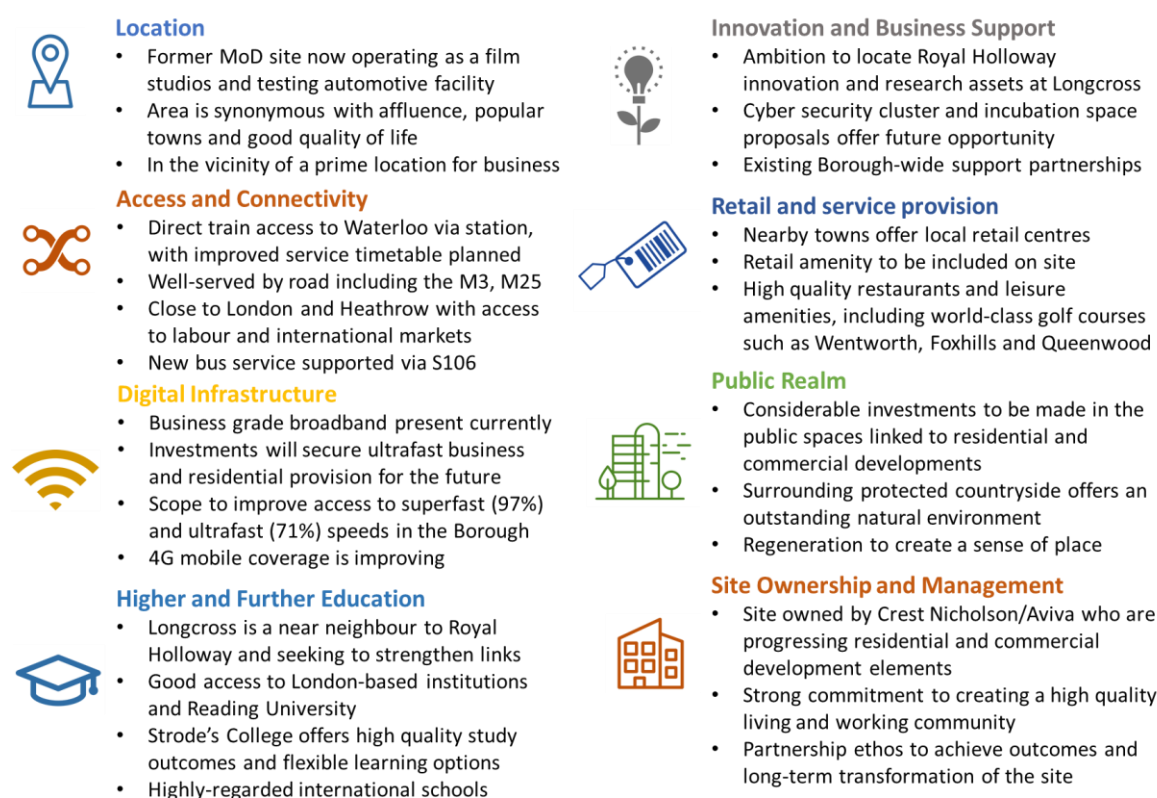 Location
• Former MoD site now operating as a film
studios and testing automotive facility
• Area is synonymous with affluence, popular
towns and good quality of life
• In the vicinity of a prime location for business
Access and Connectivity
• Direct train access to Waterloo via station,
with improved service timetable planned
• Well-served by road including the M3, M25
• Close to London and Heathrow with access
to labour and international markets
• New bus service supported via S106
Digital Infrastructure
• Business grade broadband present currently
• Investments will secure ultrafast business
and residential provision for the future
• Scope to improve access to superfast (97%)
and ultrafast (71%) speeds in the Borough
• 4G mobile coverage is improving
Higher and Further Education
• Longcross is a near neighbour to Royal
Holloway and seeking to strengthen links
• Good access to London-based institutions
and Reading University
• Strode's College offers high quality study
outcomes and flexible learning options
• Highly-regarded international schools
Innovation and Business Support
• Ambition to locate Royal Holloway
innovation and research assets at Longcross
• Cyber security cluster and incubation space
proposals offer future opportunity
• Existing Borough-wide support partnerships
Retail and service provision
• Nearby towns offer local retail centres
• Retail amenity to be included on site
• High quality restaurants and leisure
amenities, including world-class golf courses
such as Wentworth, Foxhills and Queenwood
Public Realm
• Considerable investments to be made in the
public spaces linked to residential and
commercial developments
• Surrounding protected countryside offers an
outstanding natural environment
• Regeneration to create a sense of place
Site Ownership and Management
• Site owned by Crest Nicholson/Aviva who are
progressing residential and commercial
development elements
• Strong commitment to creating a high quality
living and working community
• Partnership ethos to achieve outcomes and
long-term transformation of the site